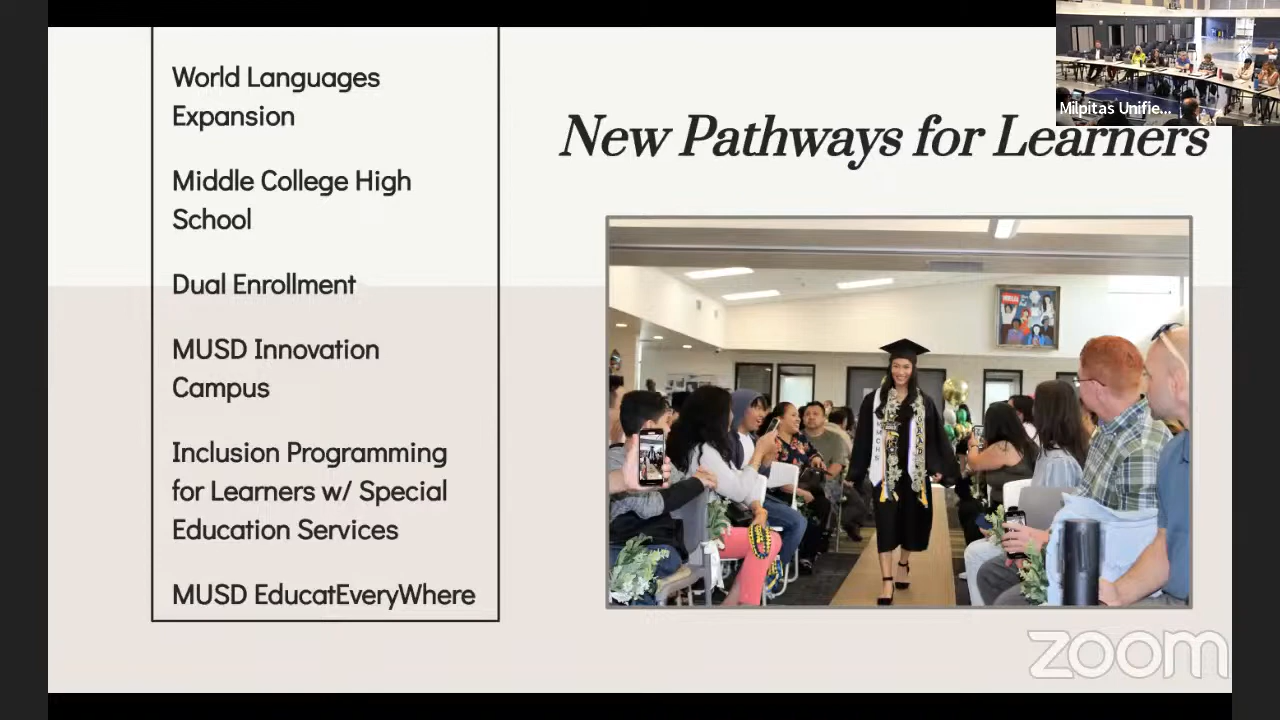 World Languages
Expansion
Middle College High
School
Dual Enrollment
MUSD Innovation
Campus
Inclusion Programming
for Learners w/ Special
Education Services
MUSD EducatEveryWhere
New Pathways for Learners
Milpitas Unifie...
MCHS
zoom